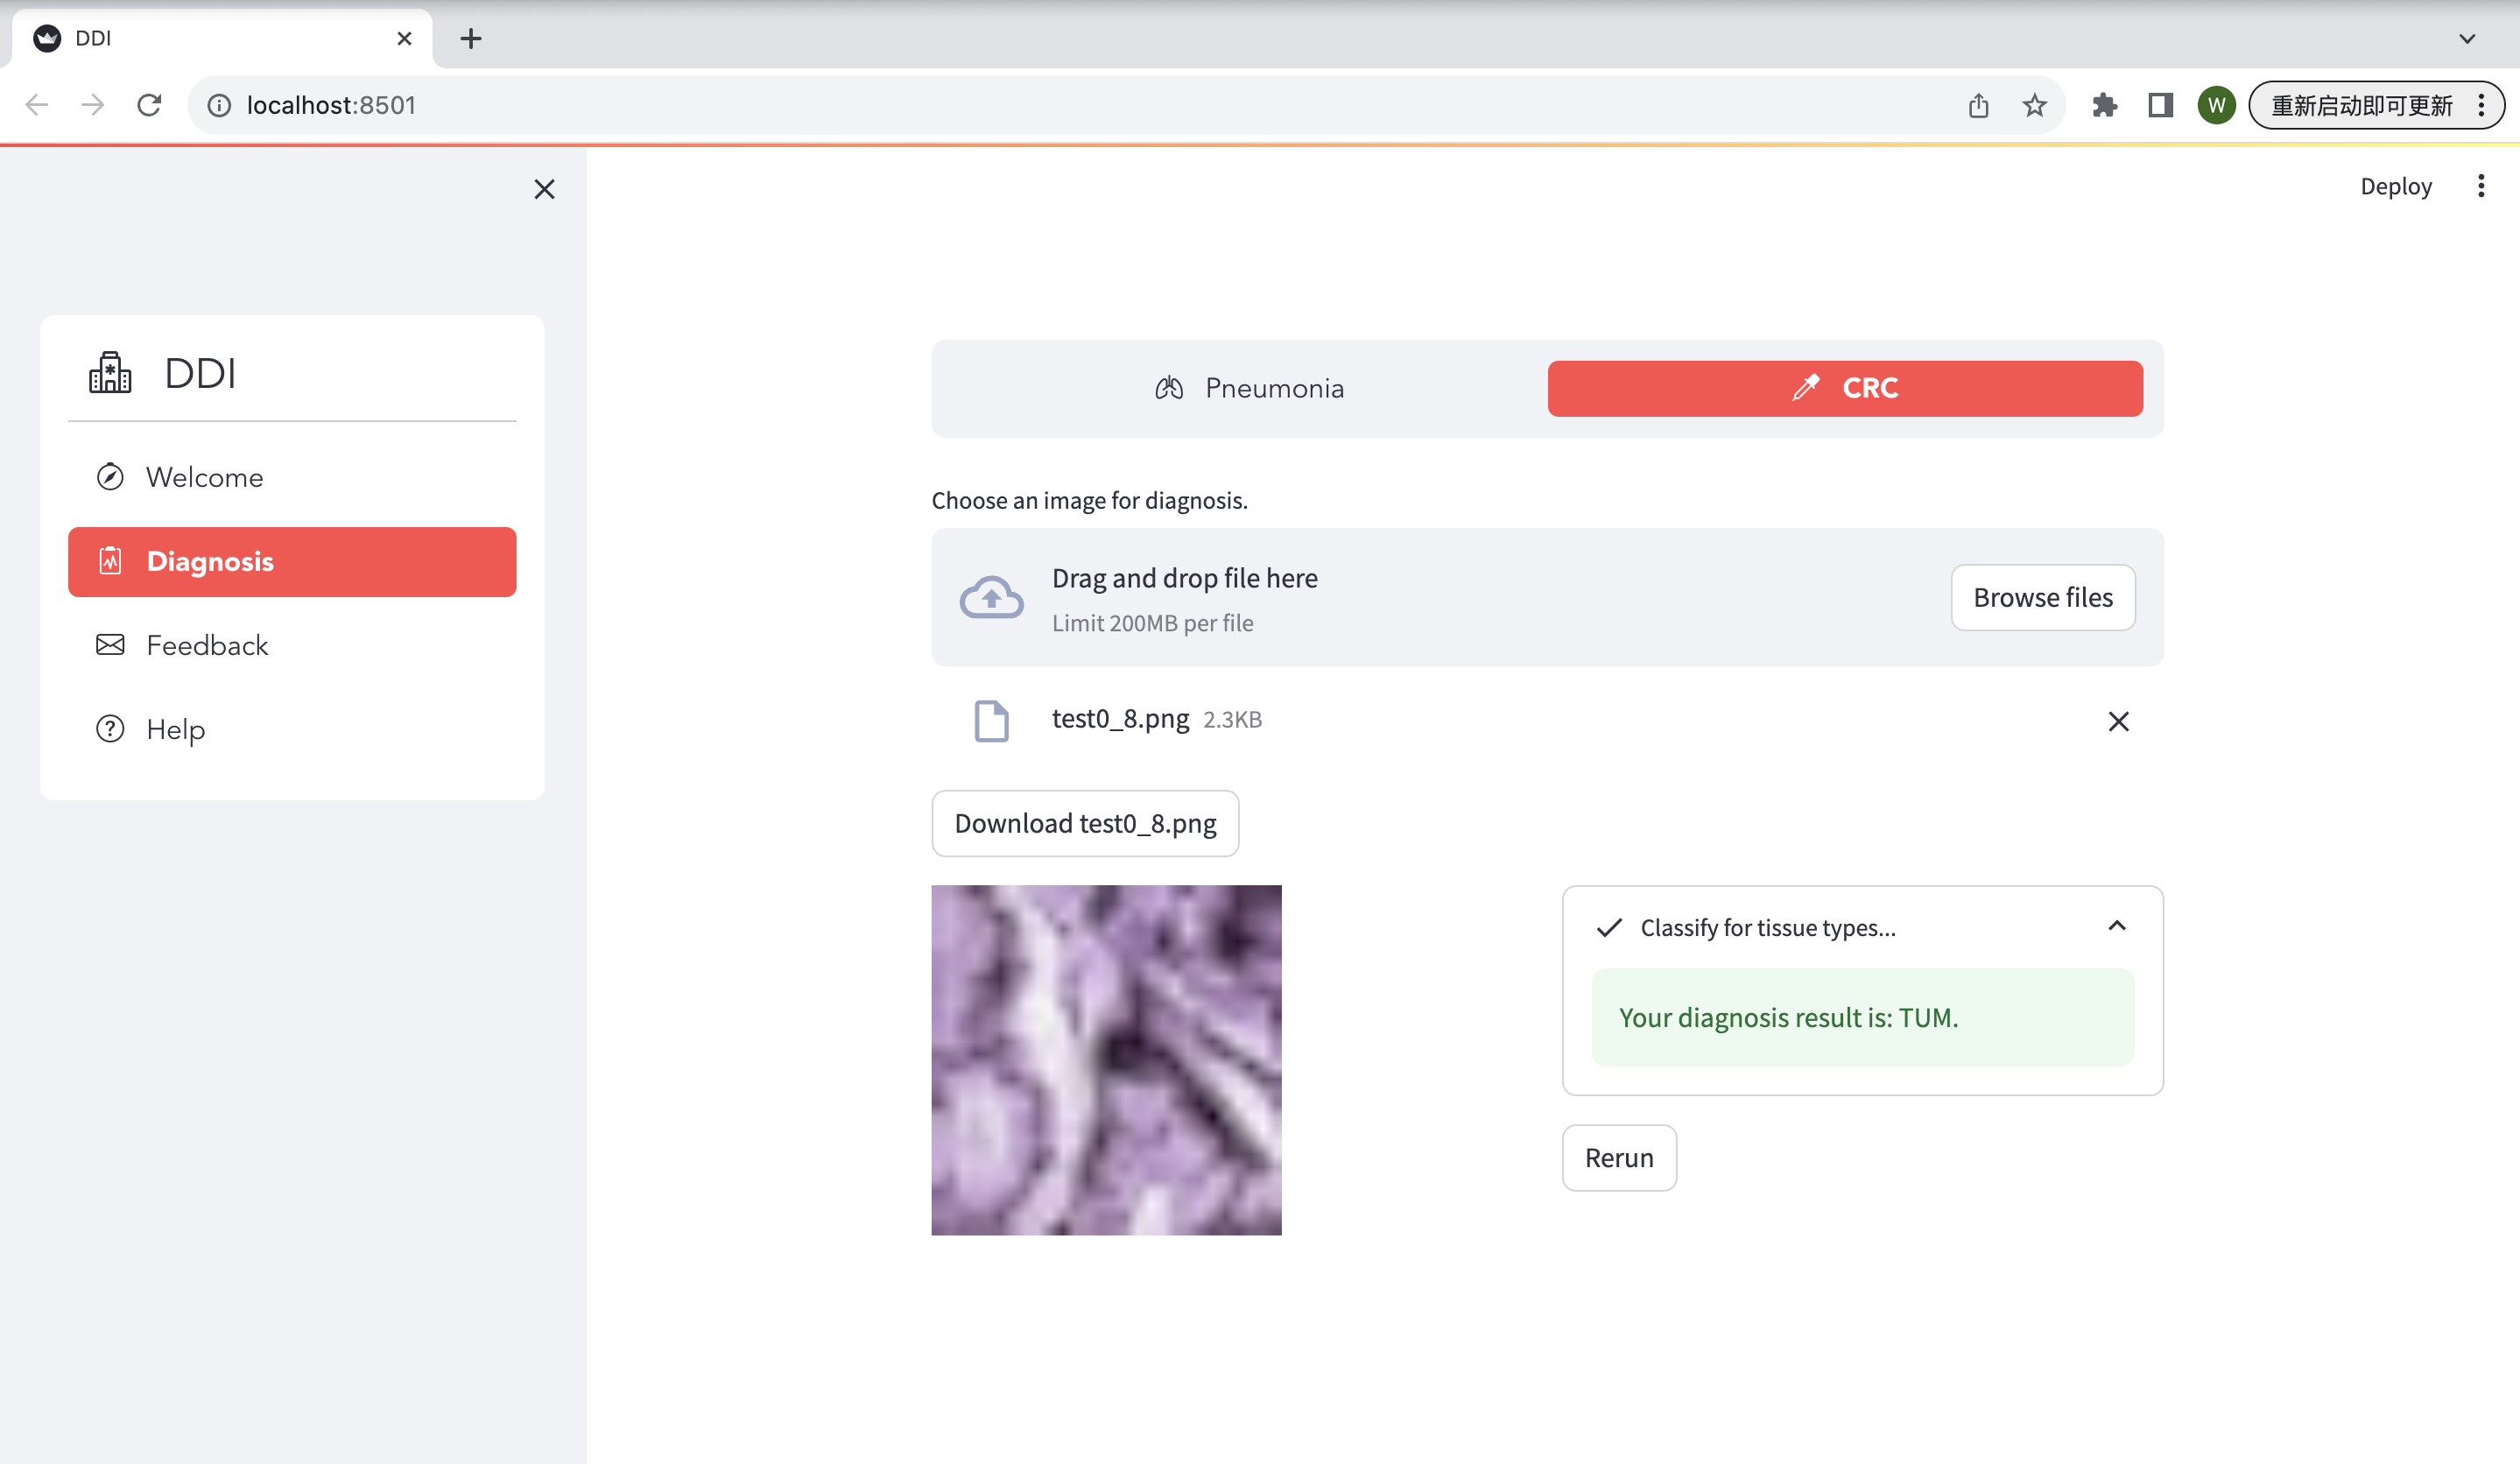 DDI
localhost:8501
W
重新启动即可更新
Deploy
DDI
Welcome
Diagnosis
Feedback
Help
Pneumonia
CRC
Choose an image for diagnosis.
Drag and drop file here
Limit 200MB per file
Browse files
test0_8.png 2.3KB
Download test0_8.png
Classify for tissue types...
Your diagnosis result is: TUM.
Rerun